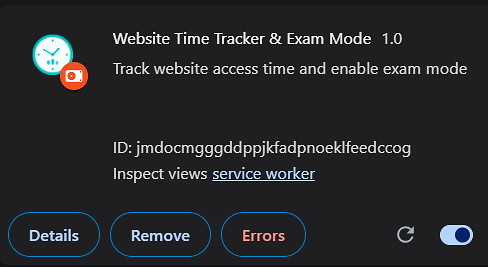 Website Time Tracker & Exam Mode 1.0
Track website access time and enable exam mode
ID: jmdocmgggddppjkfadpnoeklfeedccog
Inspect views service worker
Details Remove Errors